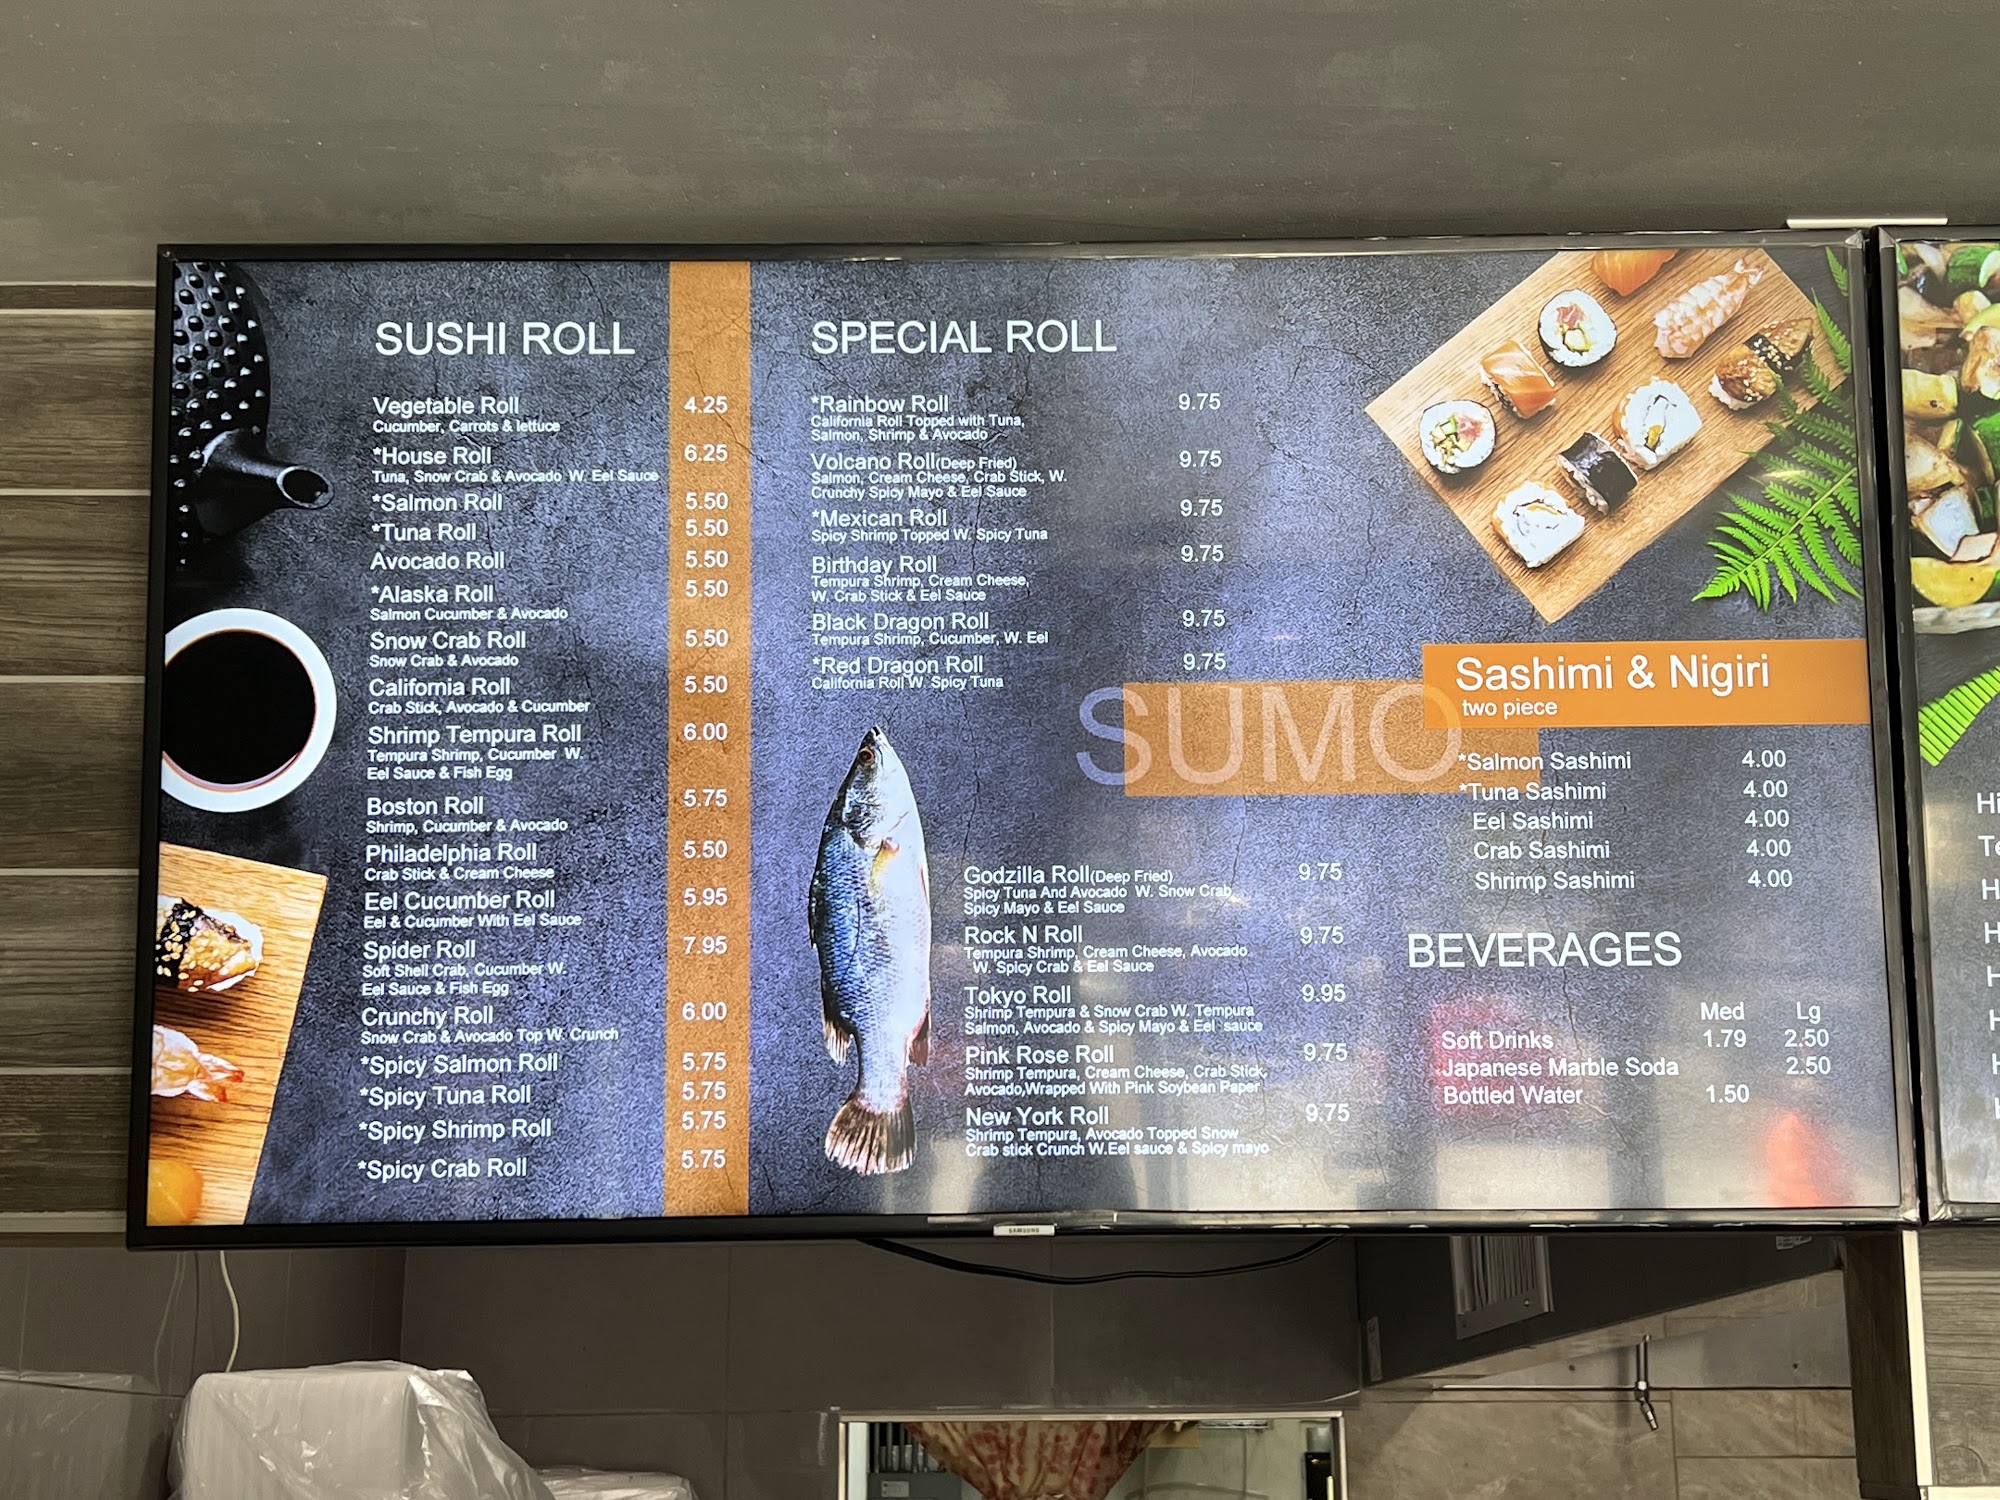 SUSHI ROLL
Vegetable Roll 4.25
Cucumber, Carrots & lettuce
*House Roll 6.25
Tuna, Snow Crab & Avocado W. Eel Sauce
*Salmon Roll 5.50
*Tuna Roll 5.50
Avocado Roll 5.50
*Alaska Roll 5.50
Salmon Cucumber & Avocado
Snow Crab Roll 5.50
Snow Crab & Avocado
California Roll 5.50
Crab Stick, Avocado & Cucumber
Shrimp Tempura Roll 6.00
Tempura Shrimp, Cucumber W.
Eel Sauce & Fish Egg
Boston Roll 5.75
Shrimp, Cucumber & Avocado
Philadelphia Roll 5.50
Crab Stick & Cream Cheese
Eel Cucumber Roll 5.95
Eel & Cucumber With Eel Sauce
Spider Roll 7.95
Soft Shell Crab, Cucumber W.
Eel Sauce & Fish Egg
Crunchy Roll 6.00
Snow Crab & Avocado Top W. Crunch
*Spicy Salmon Roll 5.75
*Spicy Tuna Roll 5.75
*Spicy Shrimp Roll 5.75
*Spicy Crab Roll 5.75
SPECIAL ROLL
*Rainbow Roll 9.75
California Roll Topped with Tuna,
Salmon, Shrimp & Avocado
Volcano Roll(Deep Fried) 9.75
Salmon, Cream Cheese, Crab Stick, W.
Crunchy Spicy Mayo & Eel Sauce
*Mexican Roll 9.75
Spicy Shrimp Topped W. Spicy Tuna
Birthday Roll 9.75
Tempura Shrimp, Cream Cheese,
W. Crab Stick & Eel Sauce
Black Dragon Roll 9.75
Tempura Shrimp, Cucumber, W. Eel
*Red Dragon Roll 9.75
California Roll W. Spicy Tuna
SUMO
Godzilla Roll(Deep Fried) 9.75
Spicy Tuna And Avocado W. Snow Crab,
Spicy Mayo & Eel Sauce
Rock N Roll 9.75
Tempura Shrimp, Cream Cheese, Avocado
W. Spicy Crab & Eel Sauce
Tokyo Roll 9.95
Shrimp Tempura & Snow Crab W. Tempura
Salmon, Avocado & Spicy Mayo & Eel sauce
Pink Rose Roll 9.75
Shrimp Tempura, Cream Cheese, Crab Stick,
Avocado,Wrapped With Pink Soybean Paper
New York Roll 9.75
Shrimp Tempura, Avocado Topped Snow
Crab stick Crunch W.Eel sauce & Spicy mayo
Sashimi & Nigiri
two piece
*Salmon Sashimi 4.00
*Tuna Sashimi 4.00
Eel Sashimi 4.00
Crab Sashimi 4.00
Shrimp Sashimi 4.00
BEVERAGES
Med Lg
Soft Drinks 1.79 2.50
Japanese Marble Soda 2.50
Bottled Water 1.50
SAMSUNG